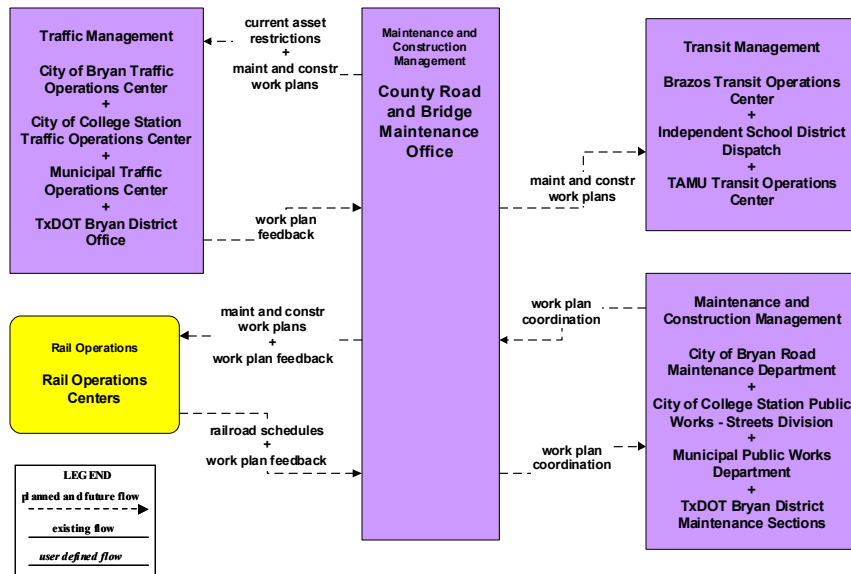 Traffic Management
City of Bryan Traffic
Operations Center
+
City of College Station
Traffic Operations Center
+
Municipal Traffic
Operations Center
+
TxDOT Bryan District
Office
current asset
restrictions
+
maint and constr
work plans
work plan
feedback
Maintenance and
Construction
Management
County Road
and Bridge
Maintenance
Office
Transit Management
Brazos Transit Operations
Center
+
Independent School District
Dispatch
+
TAMU Transit Operations
Center
maint and constr
work plans
Rail Operations
Rail Operations
Centers
maint and constr
work plans
+
work plan feedback
railroad schedules
+
work plan feedback
work plan
coordination
work plan
coordination
Maintenance and
Construction Management
City of Bryan Road
Maintenance Department
+
City of College Station Public
Works - Streets Division
+
Municipal Public Works
Department
+
TxDOT Bryan District
Maintenance Sections
LEGEND
planned and future flow
existing flow
user defined flow